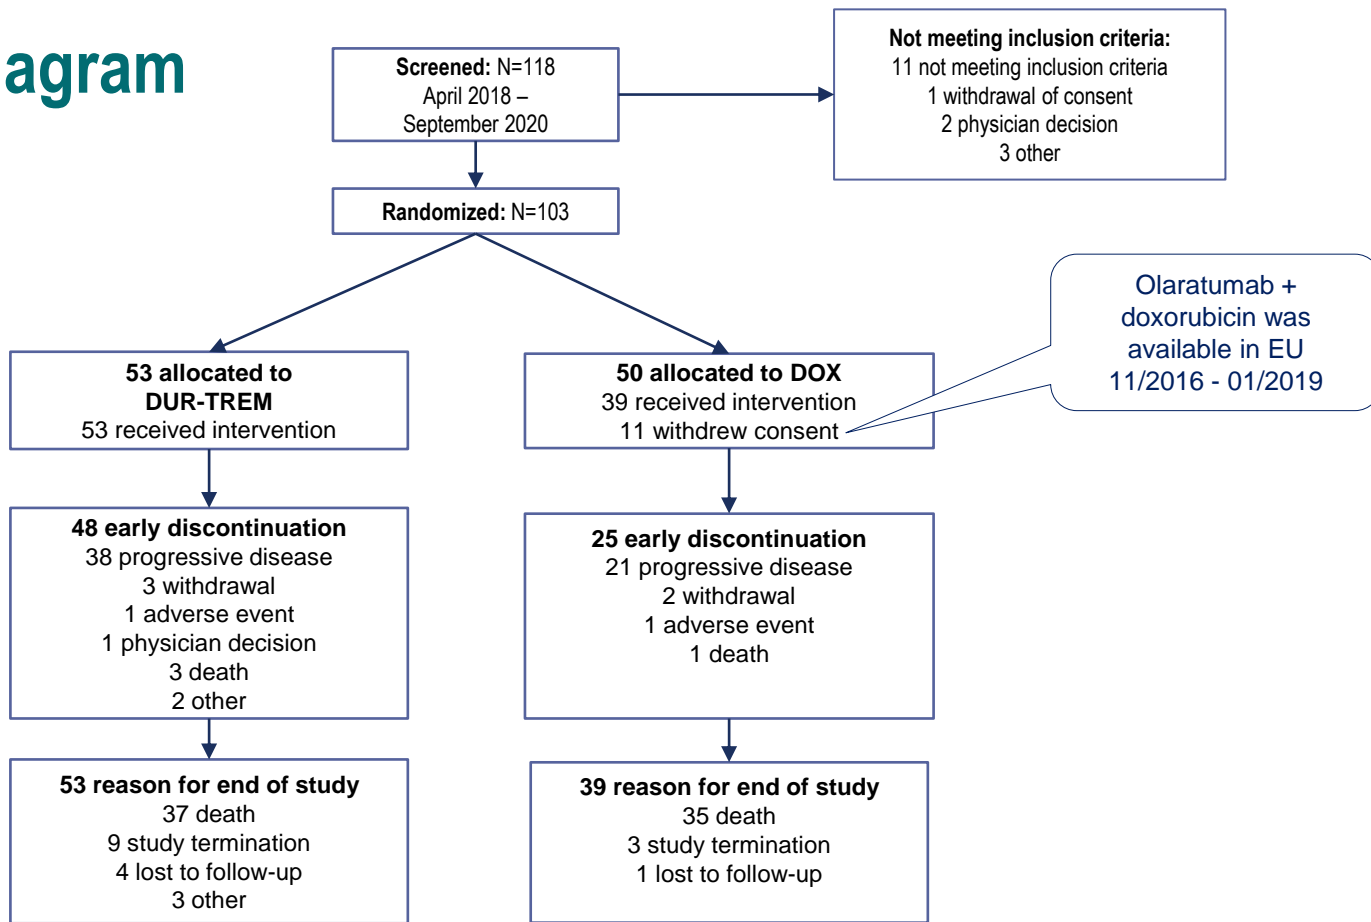 agram
Screened: N=118
April 2018 –
September 2020
Not meeting inclusion criteria:
11 not meeting inclusion criteria
1 withdrawal of consent
2 physician decision
3 other
Randomized: N=103
Olaratumab +
doxorubicin was
available in EU
11/2016 - 01/2019
53 allocated to
DUR-TREM
53 received intervention
50 allocated to DOX
39 received intervention
11 withdrew consent
48 early discontinuation
38 progressive disease
3 withdrawal
1 adverse event
1 physician decision
3 death
2 other
25 early discontinuation
21 progressive disease
2 withdrawal
1 adverse event
1 death
53 reason for end of study
37 death
9 study termination
4 lost to follow-up
3 other
39 reason for end of study
35 death
3 study termination
1 lost to follow-up